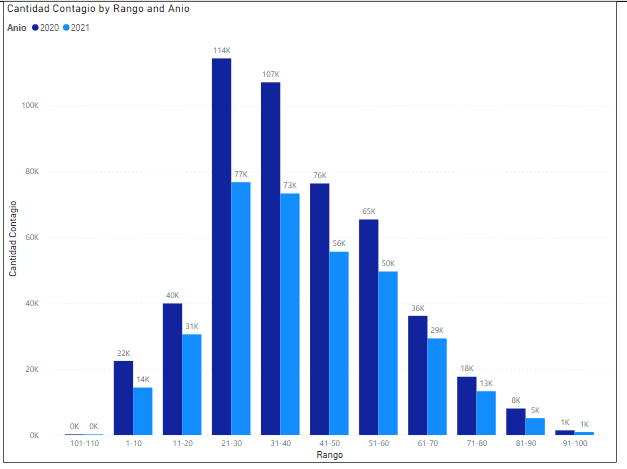 Cantidad Contagio by Rango and Anio
Anio 2020 2021
Cantidad Contagio
100K
80K
60K
40K
20K
0K
0K 0K
22K 14K
40K 31K
114K 77K
107K 73K
76K 56K
65K 50K
36K 29K
18K 13K
8K 5K
1K 1K
101-110 1-10 11-20 21-30 31-40 41-50 51-60 61-70 71-80 81-90 91-100
Rango